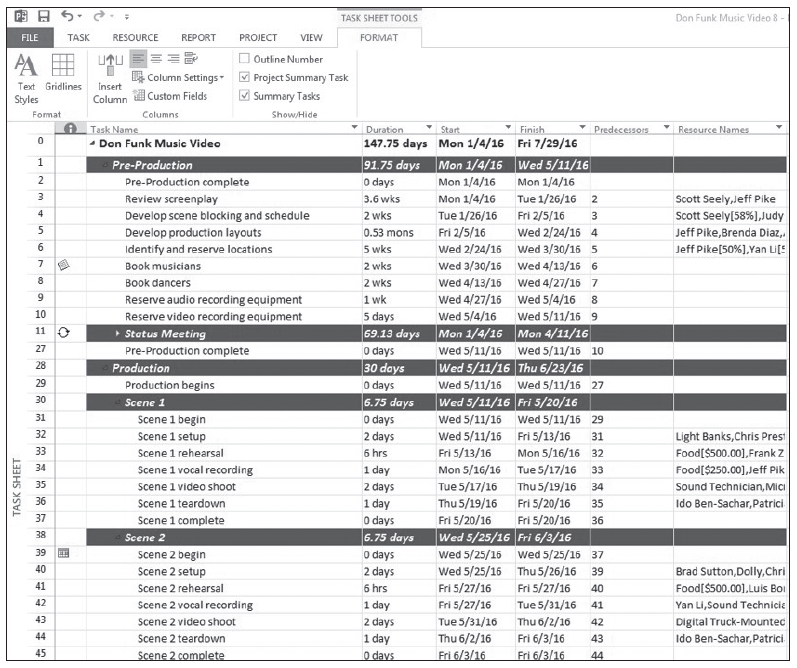 TASK SHEET TOOLS
Don Funk Music Video 8 -
FILE TASK RESOURCE REPORT PROJECT VIEW FORMAT
Text Styles
Gridlines
Format
Insert Column
Column Settings
Custom Fields
Columns
Outline Number
Project Summary Task
Summary Tasks
Show/Hide
Task Name Duration Start Finish Predecessors Resource Names
0 Don Funk Music Video 147.75 days Mon 1/4/16 Fri 7/29/16
1 Pre-Production 91.75 days Mon 1/4/16 Wed 5/11/16
2 Pre-Production complete 0 days Mon 1/4/16 Mon 1/4/16
3 Review screenplay 3.6 wks Mon 1/4/16 Tue 1/26/16 2 Scott Seely,Jeff Pike
4 Develop scene blocking and schedule 2 wks Tue 1/26/16 Fri 2/5/16 3 Scott Seely[58%],Judy
5 Develop production layouts 0.53 mons Fri 2/5/16 Wed 2/24/16 4 Jeff Pike,Brenda Diaz,
6 Identify and reserve locations 5 wks Wed 2/24/16 Wed 3/30/16 5 Jeff Pike[50%],Yan Li[5
7 Book musicians 2 wks Wed 3/30/16 Wed 4/13/16 6
8 Book dancers 2 wks Wed 4/13/16 Wed 4/27/16 7
9 Reserve audio recording equipment 1 wk Wed 4/27/16 Wed 5/4/16 8
10 Reserve video recording equipment 5 days Wed 5/4/16 Wed 5/11/16 9
11 Status Meeting 69.13 days Mon 1/4/16 Mon 4/11/16
27 Pre-Production complete 0 days Wed 5/11/16 Wed 5/11/16 10
28 Production 30 days Wed 5/11/16 Thu 6/23/16
29 Production begins 0 days Wed 5/11/16 Wed 5/11/16 27
30 Scene 1 6.75 days Wed 5/11/16 Fri 5/20/16
31 Scene 1 begin 0 days Wed 5/11/16 Wed 5/11/16 29
32 Scene 1 setup 2 days Wed 5/11/16 Fri 5/13/16 31 Light Banks,Chris Prest
33 Scene 1 rehearsal 6 hrs Fri 5/13/16 Mon 5/16/16 32 Food[$500.00],Frank Z
34 Scene 1 vocal recording 1 day Mon 5/16/16 Tue 5/17/16 33 Food[$250.00],Jeff Pik
35 Scene 1 video shoot 2 days Tue 5/17/16 Thu 5/19/16 34 Sound Technician,Mic
36 Scene 1 teardown 1 day Thu 5/19/16 Fri 5/20/16 35 Ido Ben-Sachar,Patrici
37 Scene 1 complete 0 days Fri 5/20/16 Fri 5/20/16 36
38 Scene 2 6.75 days Wed 5/25/16 Fri 6/3/16
39 Scene 2 begin 0 days Wed 5/25/16 Wed 5/25/16 37
40 Scene 2 setup 2 days Wed 5/25/16 Thu 5/26/16 39 Brad Sutton,Dolly,Chri
41 Scene 2 rehearsal 6 hrs Fri 5/27/16 Fri 5/27/16 40 Food[$500.00],Luis Bo
42 Scene 2 vocal recording 1 day Fri 5/27/16 Tue 5/31/16 41 Yan Li,Sound Technicia
43 Scene 2 video shoot 2 days Tue 5/31/16 Thu 6/2/16 42 Digital Truck-Mounted
44 Scene 2 teardown 1 day Thu 6/2/16 Fri 6/3/16 43 Ido Ben-Sachar,Patrici
45 Scene 2 complete 0 days Fri 6/3/16 Fri 6/3/16 44
TASK SHEET